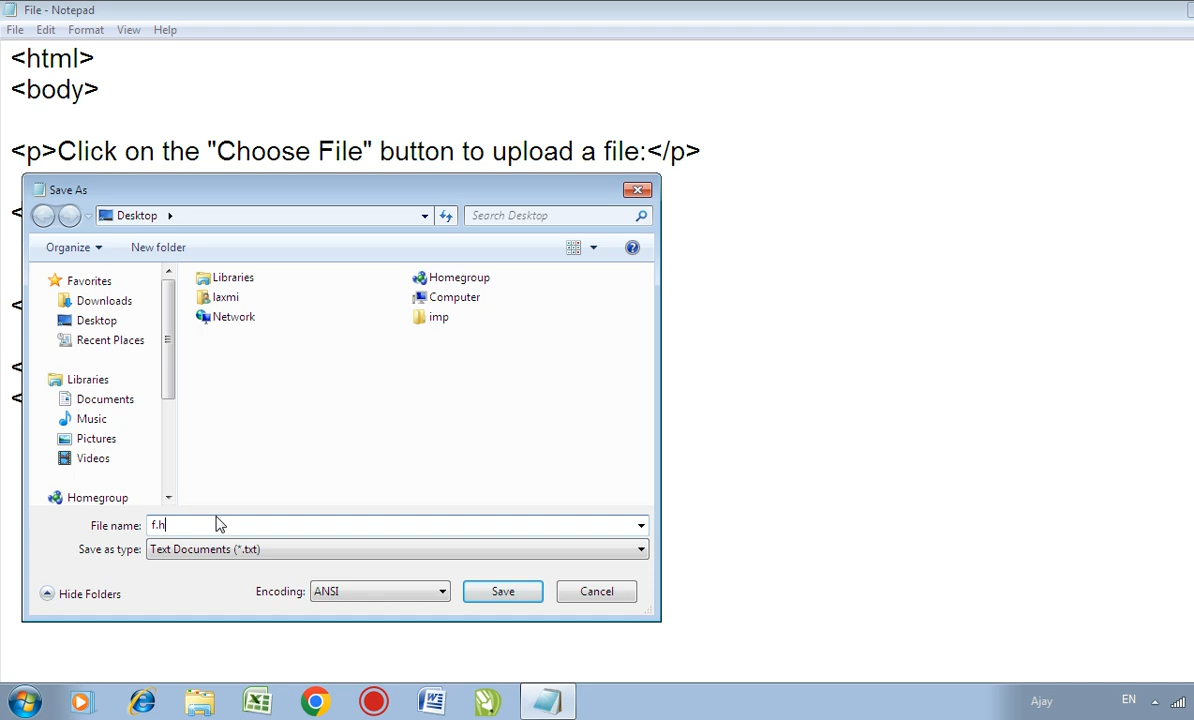 File - Notepad
File Edit Format View Help
<html>
<body>
<p>Click on the "Choose File" button to upload a file:</p>
Save As
<
Desktop
Search Desktop
Organize
New folder
Favorites
Downloads
Desktop
Recent Places
Libraries
Documents
Music
Pictures
Videos
Homegroup
Libraries
Homegroup
laxmi
Computer
Network
imp
<
<
<
File name: f.h
Save as type: Text Documents (*.txt)
Hide Folders
Encoding: ANSI
Save
Cancel
Ajay
EN